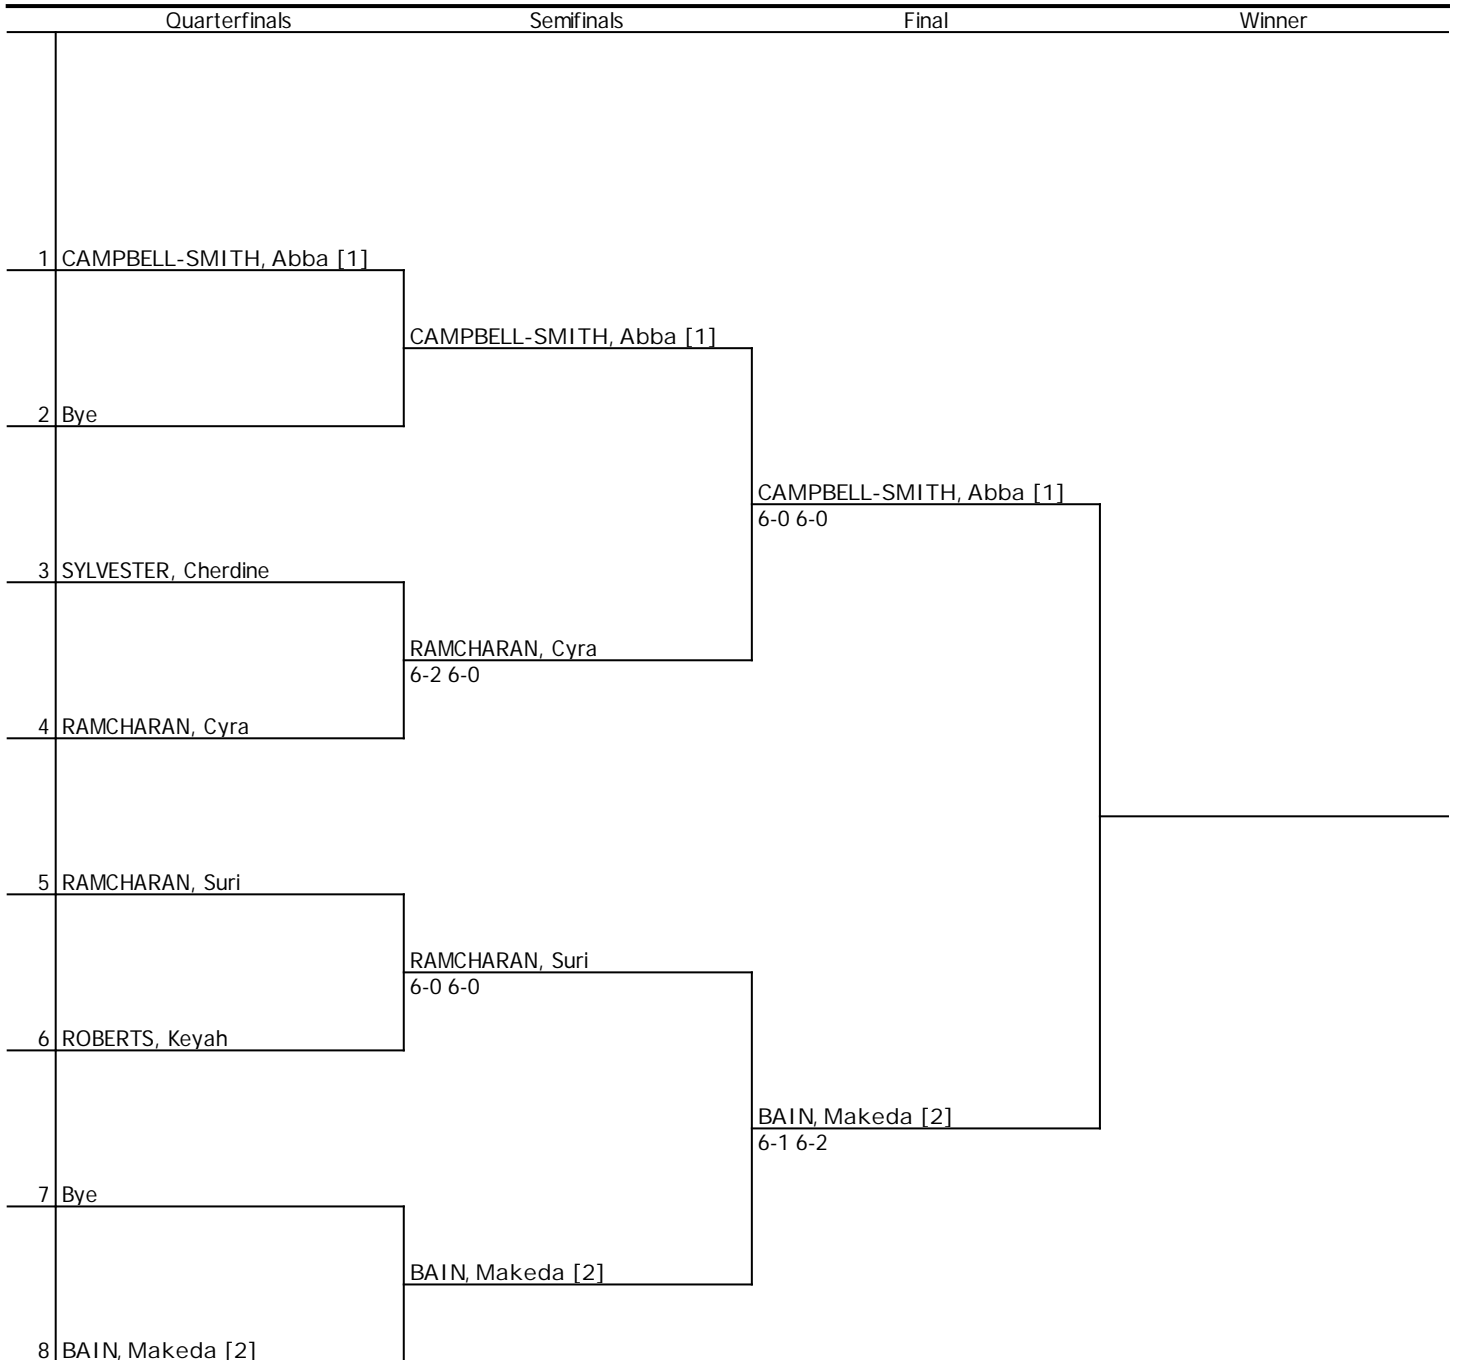 Quarterfinals Semifinals Final Winner
1 CAMPBELL-SMITH, Abba [1]
CAMPBELL-SMITH, Abba [1]
2 Bye
CAMPBELL-SMITH, Abba [1]
6-0 6-0
3 SYLVESTER, Cherdine
RAMCHARAN, Cyra
6-2 6-0
4 RAMCHARAN, Cyra
5 RAMCHARAN, Suri
RAMCHARAN, Suri
6-0 6-0
6 ROBERTS, Keyah
BAIN, Makeda [2]
6-1 6-2
7 Bye
BAIN, Makeda [2]
8 BAIN, Makeda [2]